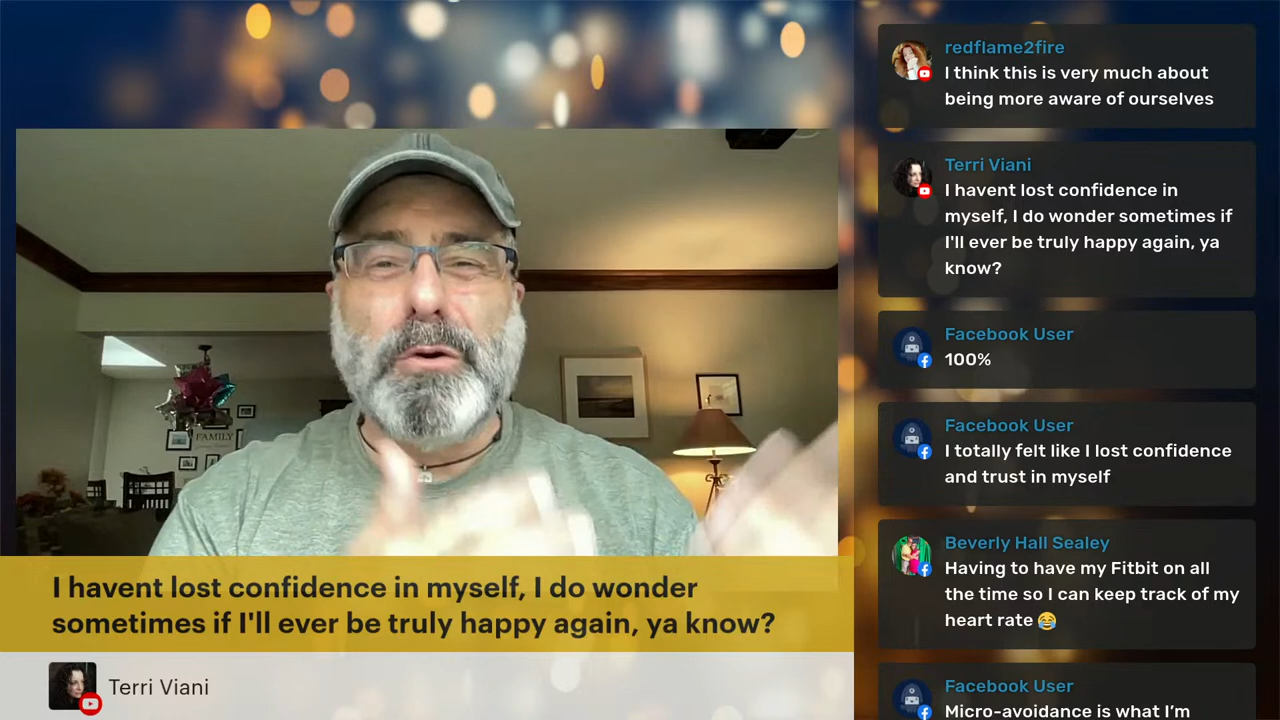 FAMILY
I havent lost confidence in myself, I do wonder
sometimes if I'll ever be truly happy again, ya know?
Terri Viani
redflame2fire
I think this is very much about
being more aware of ourselves
Terri Viani
I havent lost confidence in
myself, I do wonder sometimes if
I'll ever be truly happy again, ya
know?
Facebook User
100%
Facebook User
I totally felt like I lost confidence
and trust in myself
Beverly Hall Sealey
Having to have my Fitbit on all
the time so I can keep track of my
heart rate 😂
Facebook User
Micro-avoidance is what I’m